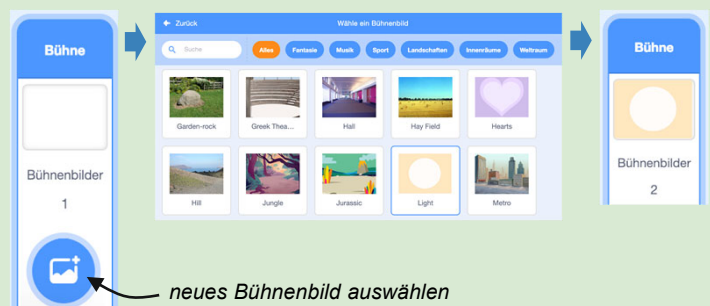 Bühne
Bühnenbilder
1
Zurück
Wähle ein Bühnenbild
Suche
Alles
Fantasie
Musik
Sport
Landschaften
Innenräume
Weltraum
Garden-rock
Greek Thea...
Hall
Hay Field
Hearts
Hill
Jungle
Jurassic
Light
Metro
Bühne
Bühnenbilder
2
neues Bühnenbild auswählen